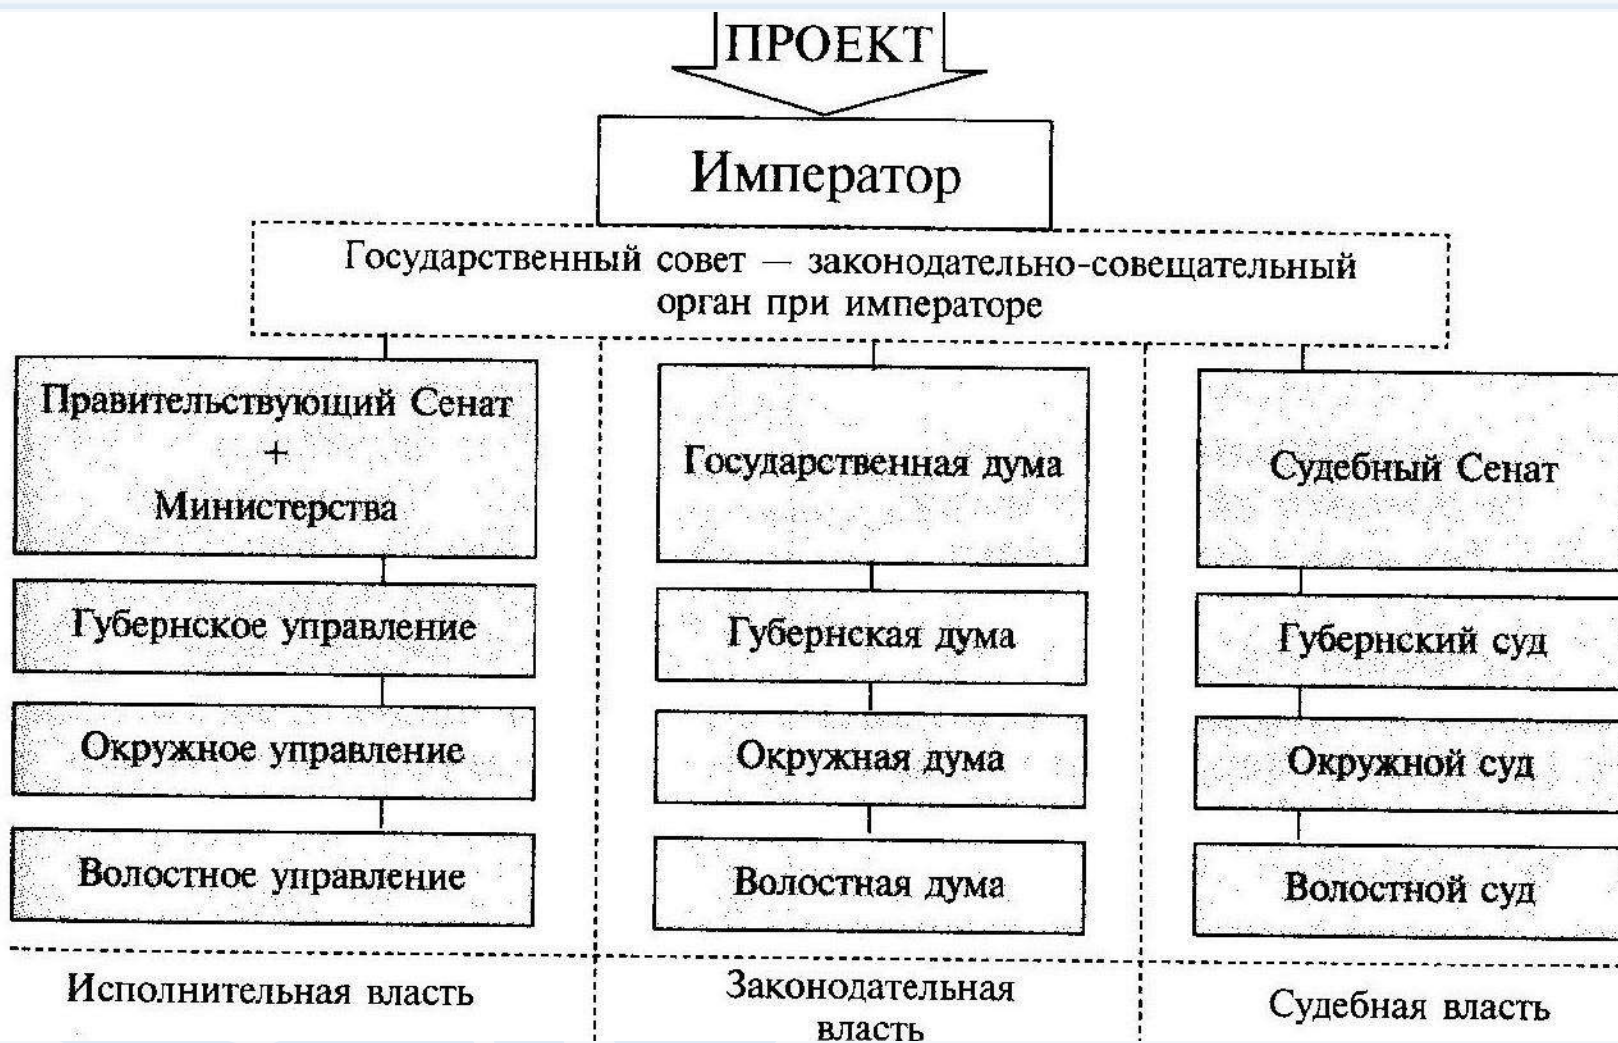 ПРОЕКТ
Император
Государственный совет — законодательно-совещательный
орган при императоре
Правительствующий Сенат
+
Министерства
Губернское управление
Окружное управление
Волостное управление
Исполнительная власть
Государственная дума
Губернская дума
Окружная дума
Волостная дума
Законодательная
власть
Судебный Сенат
Губернский суд
Окружной суд
Волостной суд
Судебная власть